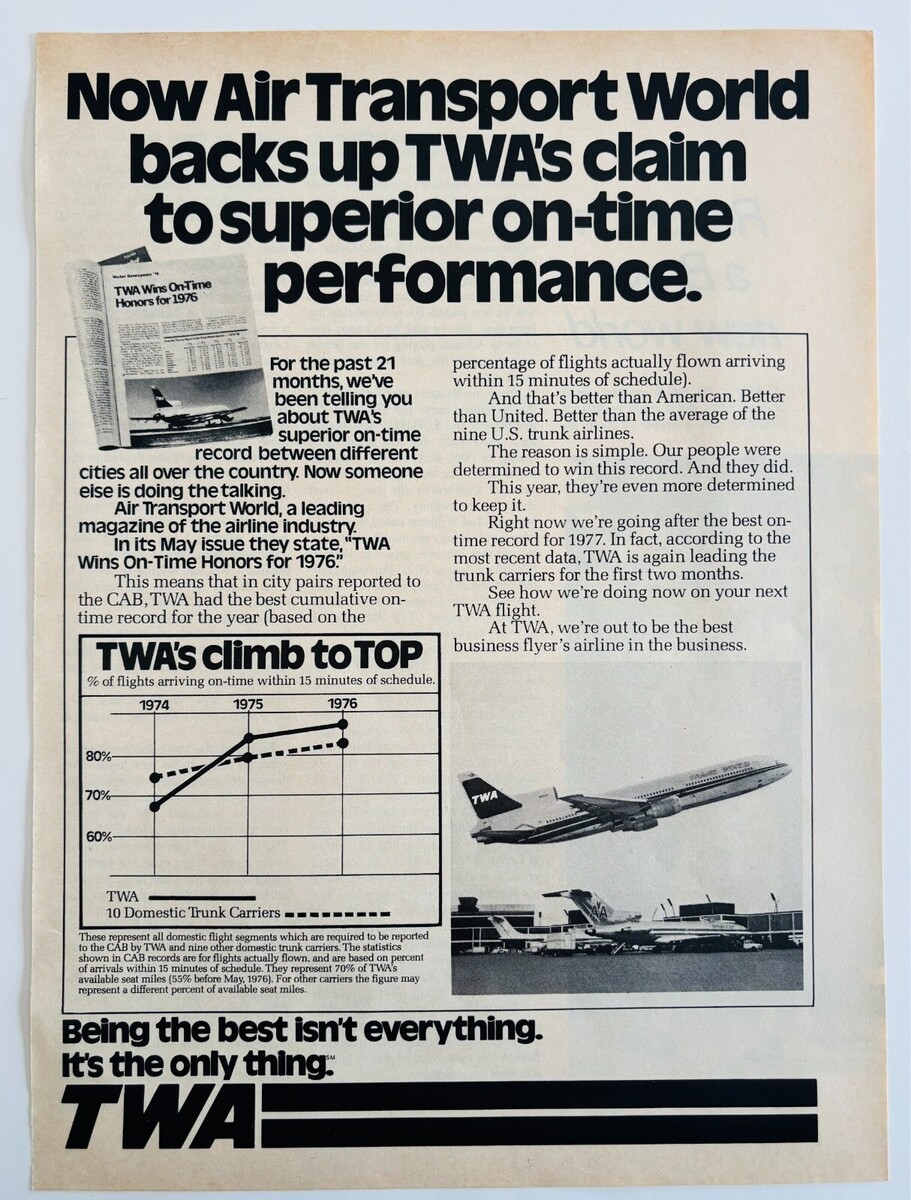 Now Air Transport World
backs up TWA's claim
to superior on-time
performance.
Market Development '76
TWA Wins On-Time
Honors for 1976
For the past 21
months, we've
been telling you
about TWA's
superior on-time
record between different
cities all over the country. Now someone
else is doing the talking.
Air Transport World, a leading
magazine of the airline industry.
In its May issue they state, "TWA
Wins On-Time Honors for 1976."
This means that in city pairs reported to
the CAB, TWA had the best cumulative on-
time record for the year (based on the
percentage of flights actually flown arriving
within 15 minutes of schedule).
And that's better than American. Better
than United. Better than the average of the
nine U.S. trunk airlines.
The reason is simple. Our people were
determined to win this record. And they did.
This year, they're even more determined
to keep it.
Right now we're going after the best on-
time record for 1977. In fact, according to the
most recent data, TWA is again leading the
trunk carriers for the first two months.
See how we're doing now on your next
TWA flight.
At TWA, we're out to be the best
business flyer's airline in the business.
TWA's climb to TOP
% of flights arriving on-time within 15 minutes of schedule.
1974 1975 1976
80%
70%
60%
TWA
10 Domestic Trunk Carriers
These represent all domestic flight segments which are required to be reported
to the CAB by TWA and nine other domestic trunk carriers. The statistics
shown in CAB records are for flights actually flown, and are based on percent
of arrivals within 15 minutes of schedule. They represent 70% of TWA's
available seat miles (55% before May, 1976). For other carriers the figure may
represent a different percent of available seat miles.
TWA
AA
Being the best isn't everything.
It's the only thing.℠
TWA